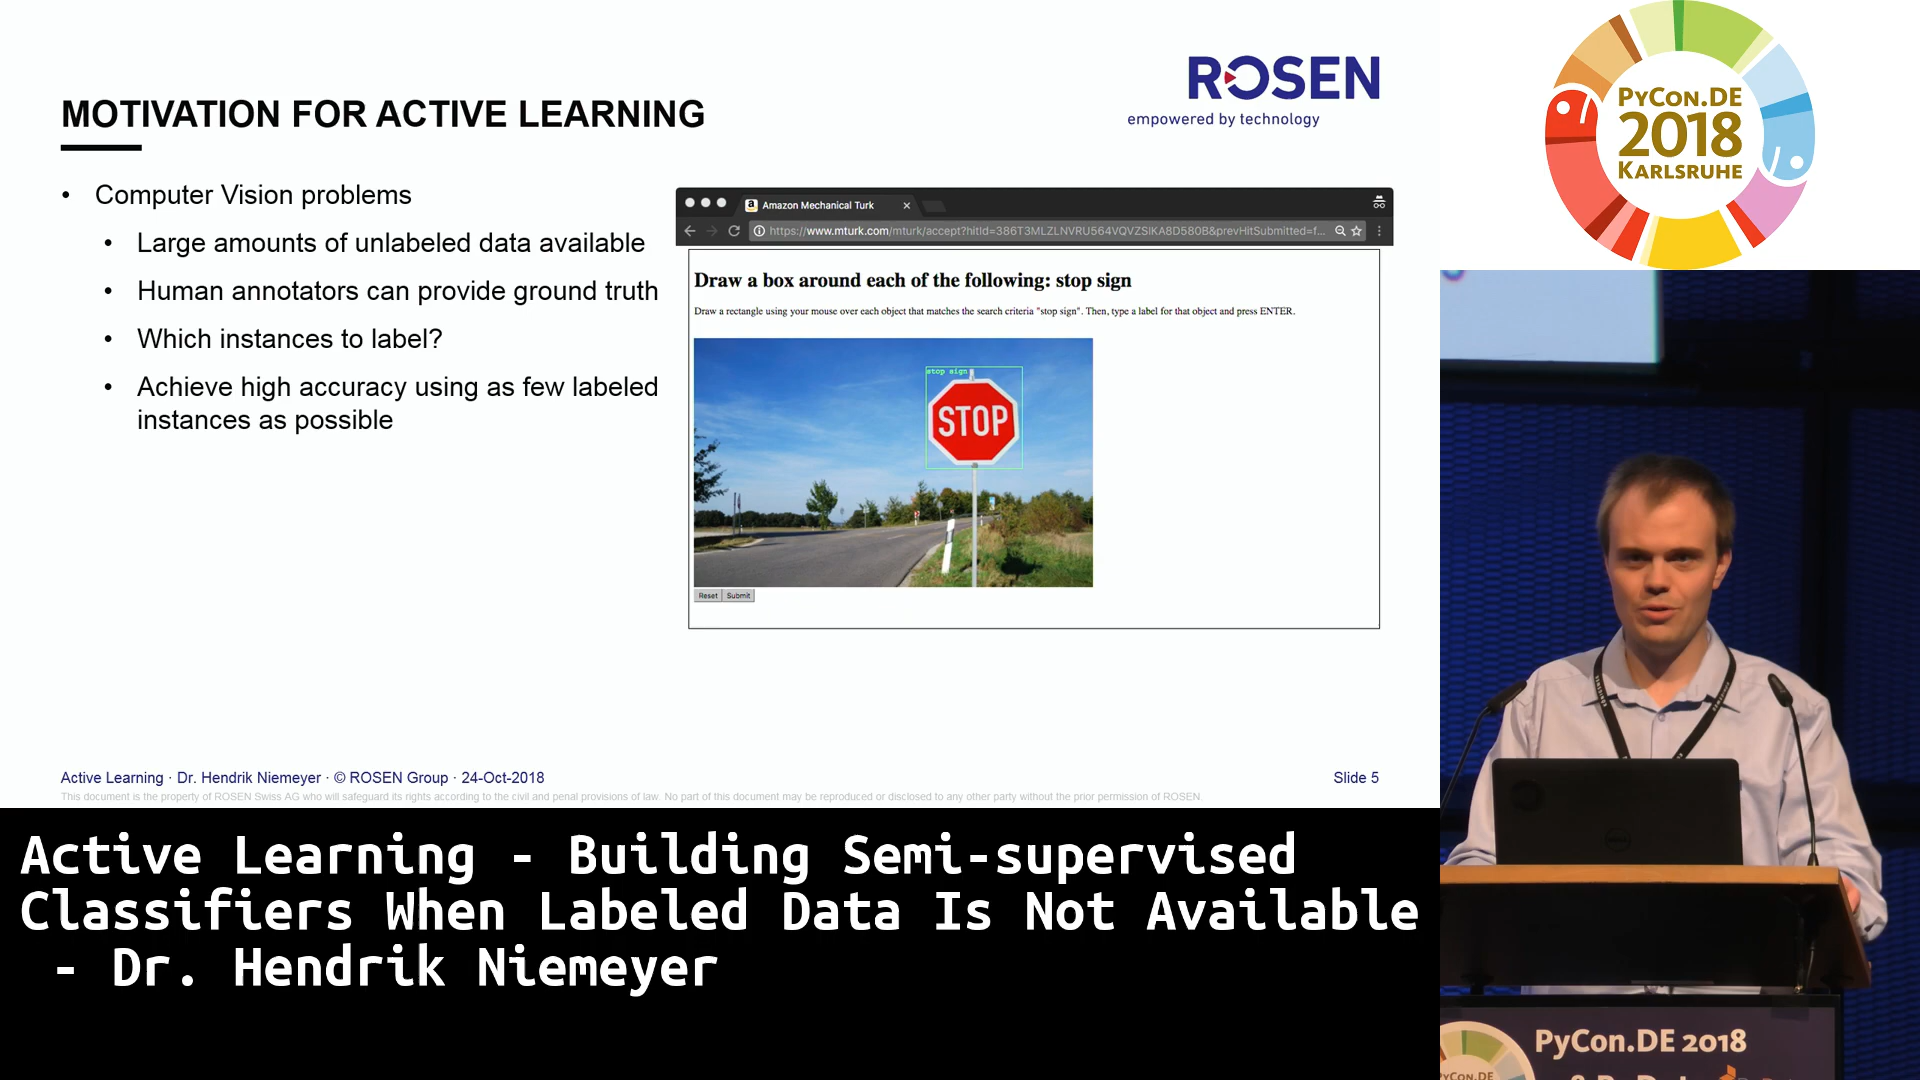 MOTIVATION FOR ACTIVE LEARNING
ROSEN
empowered by technology
• Computer Vision problems
• Large amounts of unlabeled data available
• Human annotators can provide ground truth
• Which instances to label?
• Achieve high accuracy using as few labeled
instances as possible
Amazon Mechanical Turk
https://www.mturk.com/mturk/accept?hitId=386T3MLZLNVRU564VQVZSIKA8D580B&prevHitSubmitted=f...
Draw a box around each of the following: stop sign
Draw a rectangle using your mouse over each object that matches the search criteria "stop sign". Then, type a label for that object and press ENTER.
stop sign
STOP
Reset Submit
Active Learning · Dr. Hendrik Niemeyer · © ROSEN Group · 24-Oct-2018
Slide 5
This document is the property of ROSEN Swiss AG who will safeguard its rights according to the civil and penal provisions of law. No part of this document may be reproduced or disclosed to any other party without the prior permission of ROSEN.
PYCON.DE
2018
KARLSRUHE
Active Learning - Building Semi-supervised
Classifiers When Labeled Data Is Not Available
- Dr. Hendrik Niemeyer
DELL
PyCon.DE 2018
YCON.DE